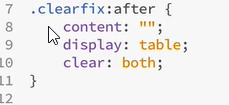 7 .clearfix:after {
8 content: "";
9 display: table;
10 clear: both;
11 }
12